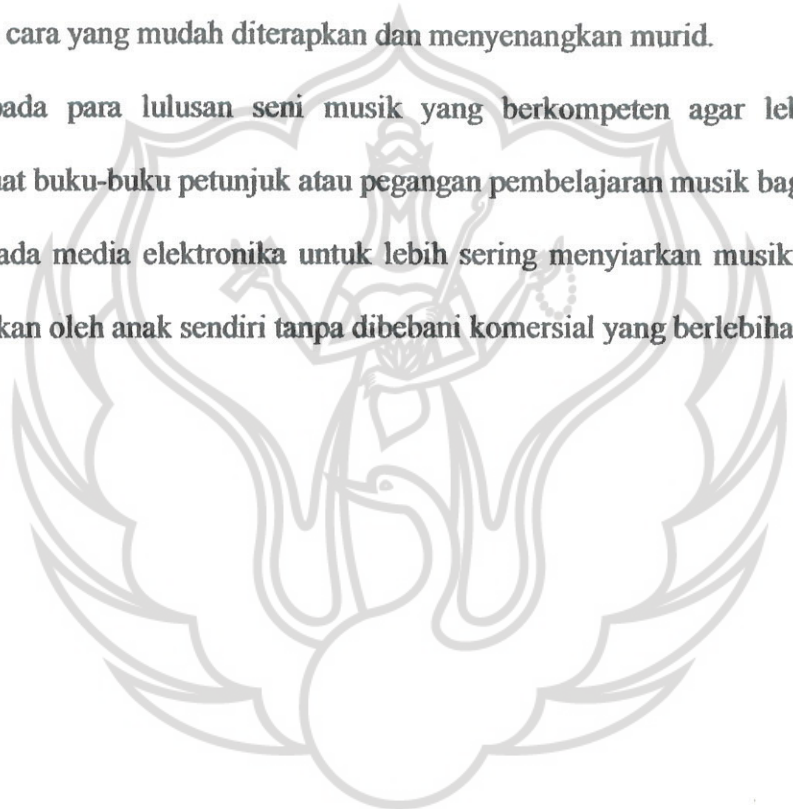 cara yang mudah diterapkan dan menyenangkan murid.
pada para lulusan seni musik yang berkompeten agar leb
at buku-buku petunjuk atau pegangan pembelajaran musik bag
ada media elektronika untuk lebih sering menyiarkan musik
kan oleh anak sendiri tanpa dibebani komersial yang berlebiha